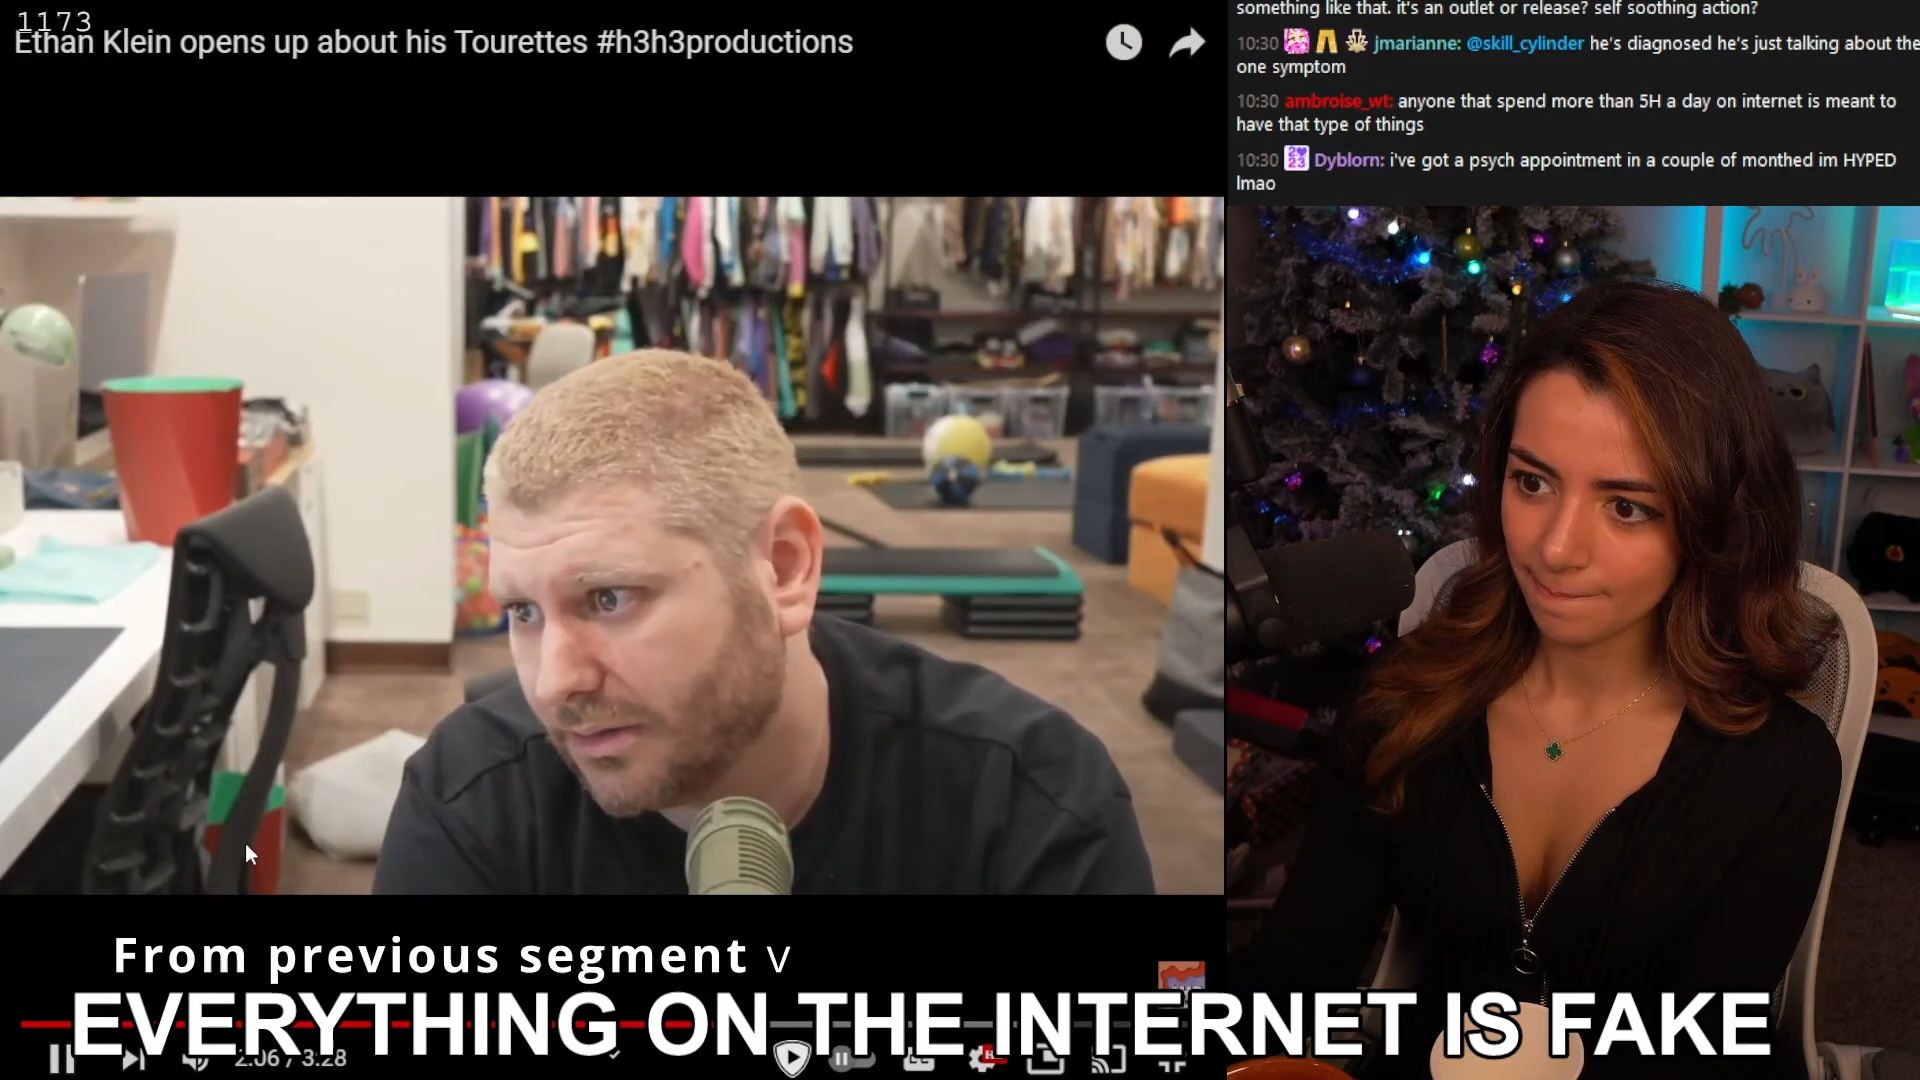 1173
Ethan Klein opens up about his Tourettes #h3h3productions
something like that. it's an outlet or release? self soothing action?
10:30 jmarianne: @skill_cylinder he's diagnosed he's just talking about the
one symptom
10:30 ambroise_wt: anyone that spend more than 5H a day on internet is meant to
have that type of things
10:30 Dyblorn: i've got a psych appointment in a couple of monthed im HYPED
lmao
From previous segment v
EVERYTHING ON THE INTERNET IS FAKE
2:06 / 3:28